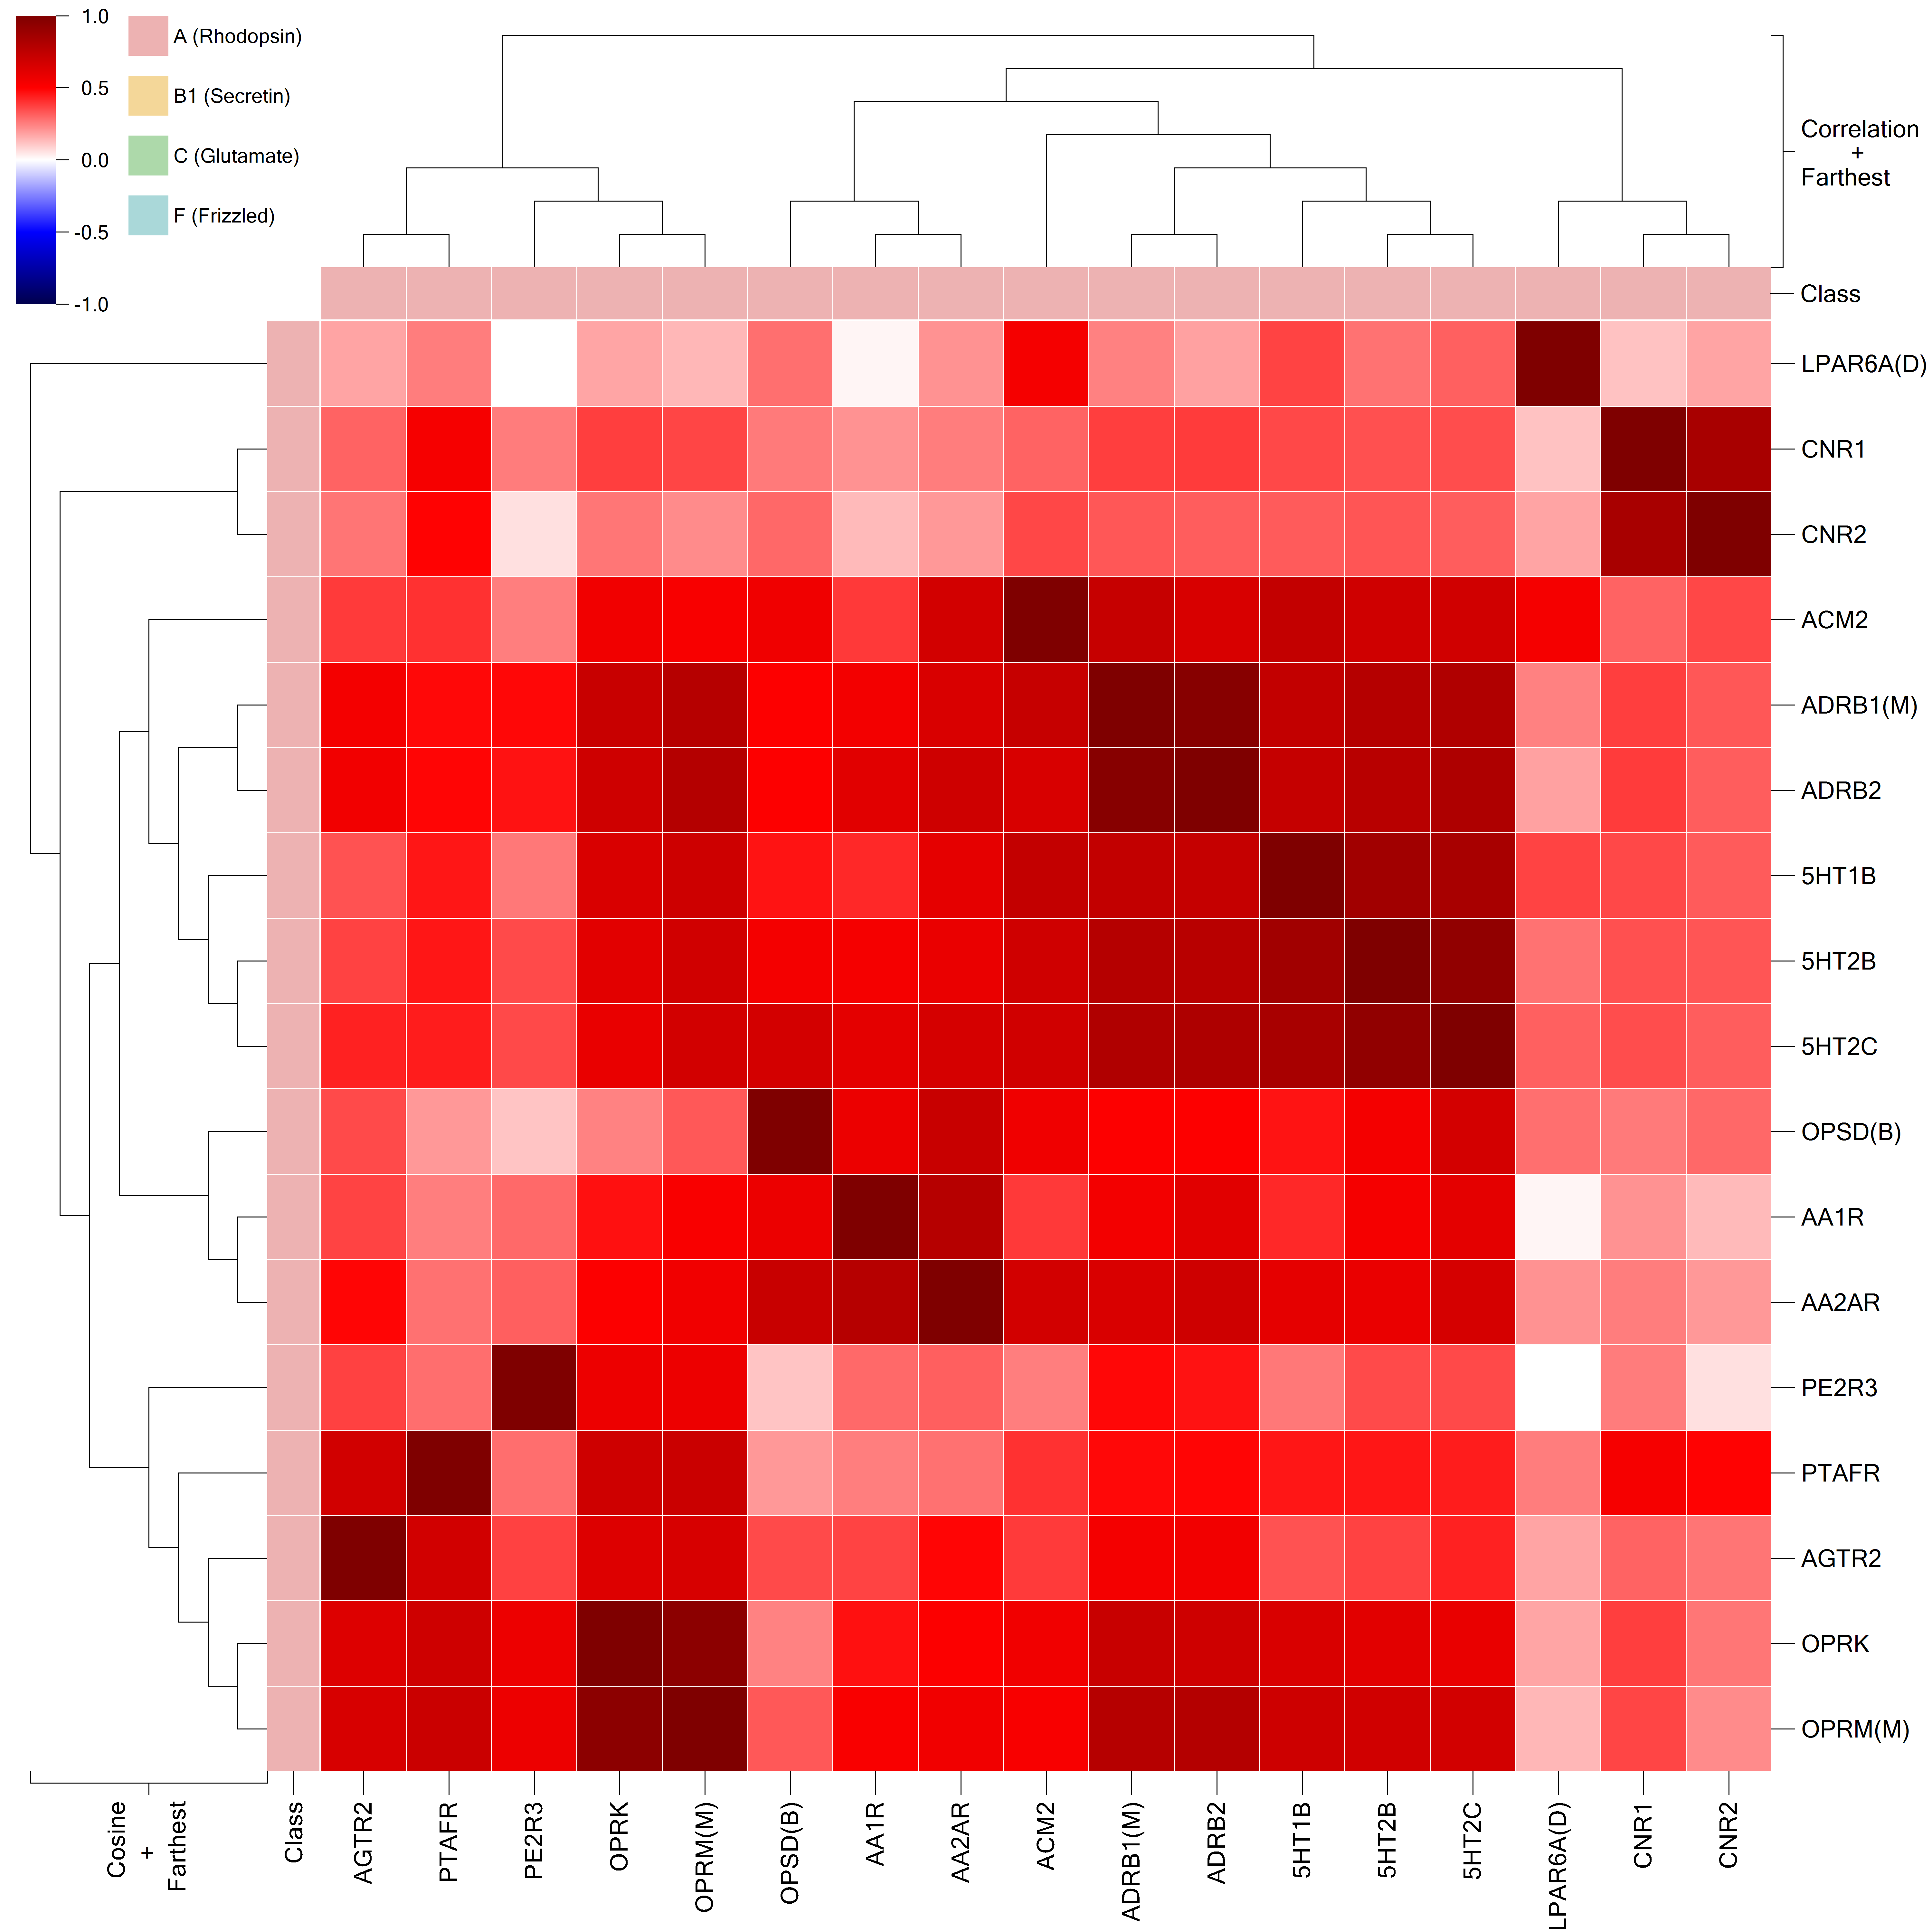 1.0
0.5
0.0
-0.5
-1.0
A (Rhodopsin)
B1 (Secretin)
C (Glutamate)
F (Frizzled)
Correlation
+
Farthest
Class
LPAR6A(D)
CNR1
CNR2
ACM2
ADRB1(M)
ADRB2
5HT1B
5HT2B
5HT2C
OPSD(B)
AA1R
AA2AR
PE2R3
PTAFR
AGTR2
OPRK
OPRM(M)
Cosine
+
Farthest
Class
AGTR2
PTAFR
PE2R3
OPRK
OPRM(M)
OPSD(B)
AA1R
AA2AR
ACM2
ADRB1(M)
ADRB2
5HT1B
5HT2B
5HT2C
LPAR6A(D)
CNR1
CNR2